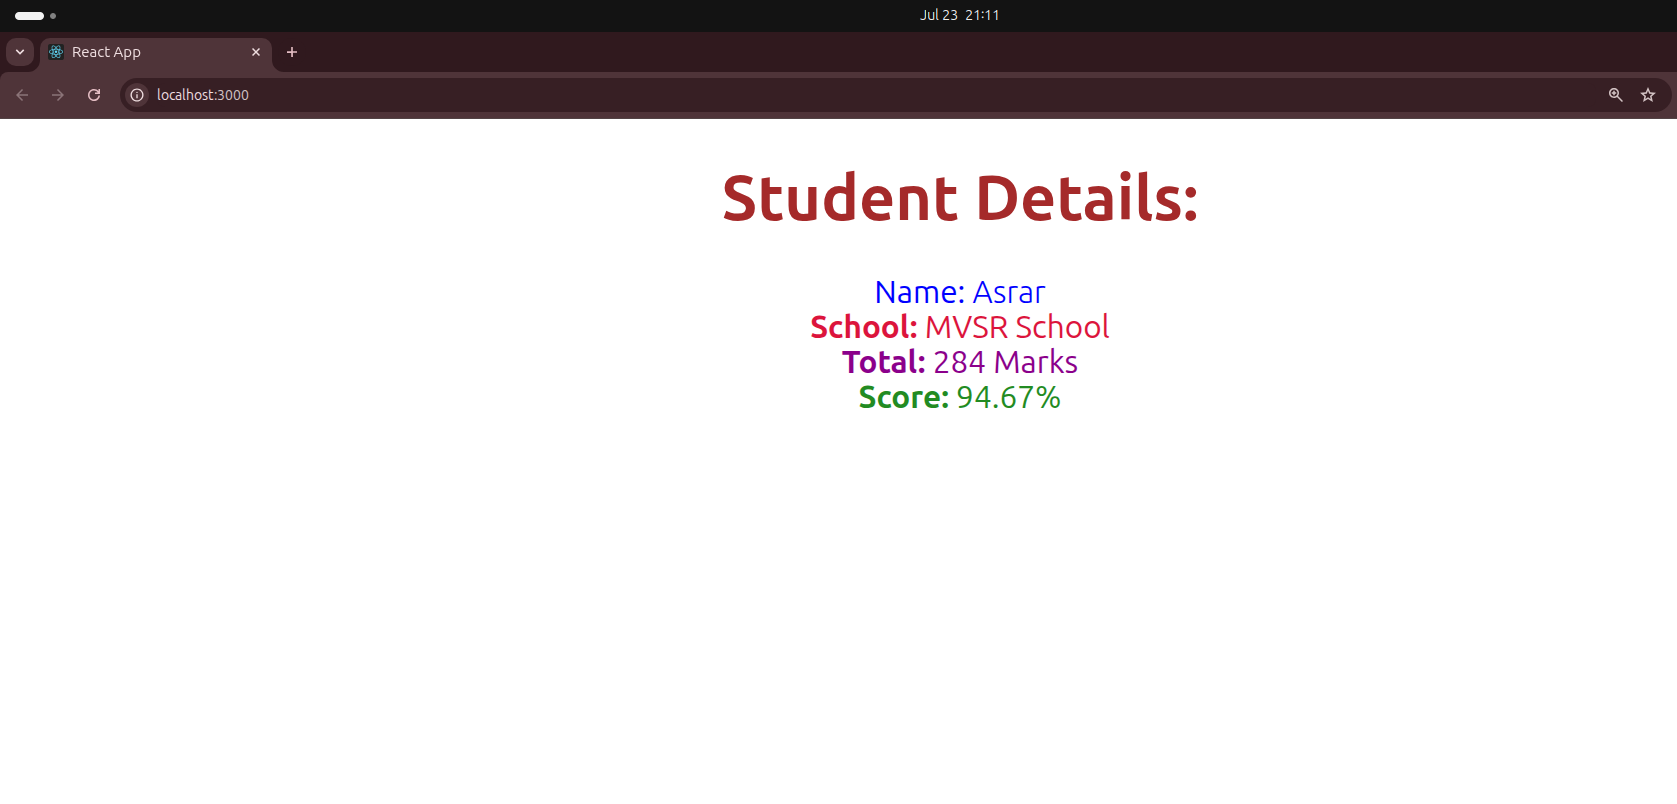 Jul 23 21:11
React App
localhost:3000
Student Details:
Name: Asrar
School: MVSR School
Total: 284 Marks
Score: 94.67%